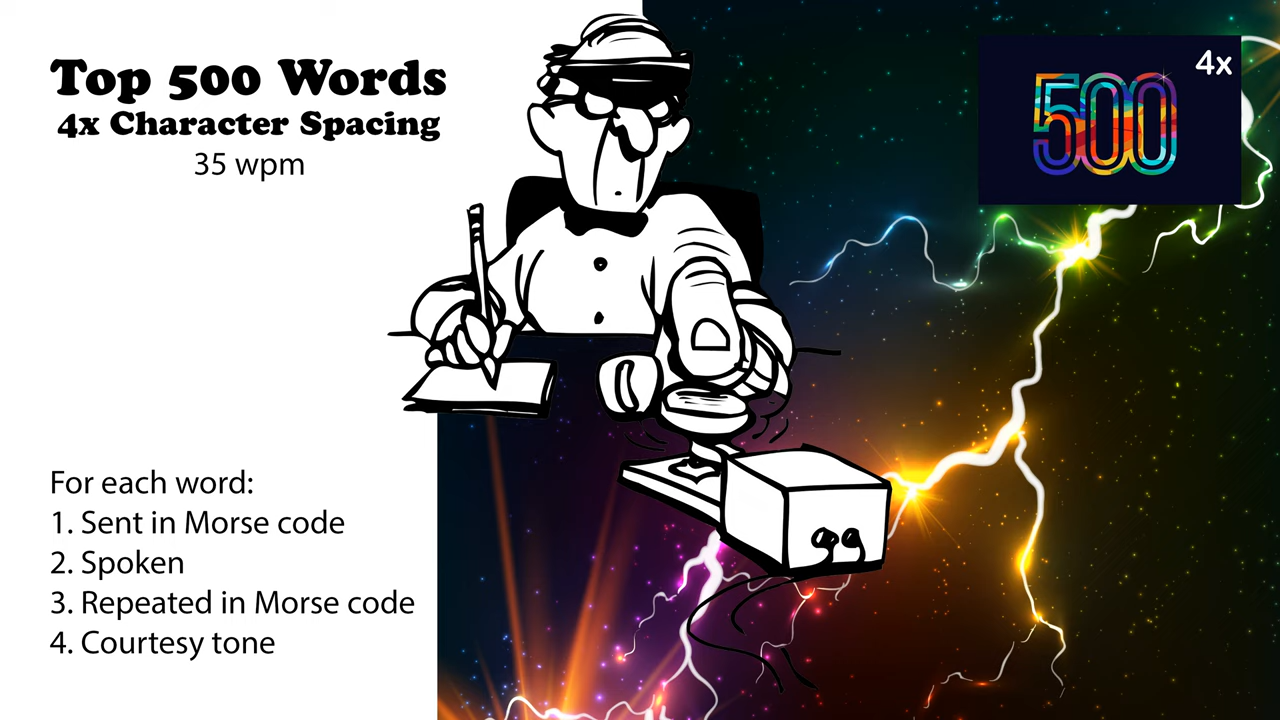 Top 500 Words
4x Character Spacing
35 wpm
4x
500
For each word:
1. Sent in Morse code
2. Spoken
3. Repeated in Morse code
4. Courtesy tone